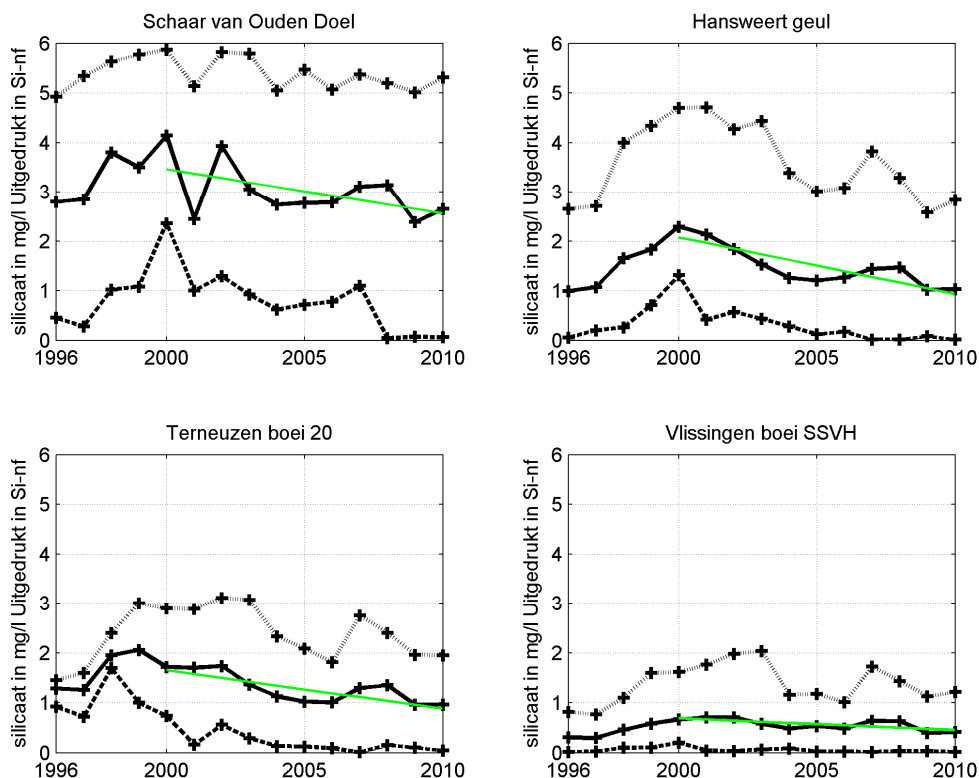 Schaar van Ouden Doel
silicaat in mg/l Uitgedrukt in Si-nf
6
5
4
3
2
1
0
1996 2000 2005 2010
Hansweert geul
silicaat in mg/l Uitgedrukt in Si-nf
6
5
4
3
2
1
0
1996 2000 2005 2010
Terneuzen boei 20
silicaat in mg/l Uitgedrukt in Si-nf
6
5
4
3
2
1
0
1996 2000 2005 2010
Vlissingen boei SSVH
silicaat in mg/l Uitgedrukt in Si-nf
6
5
4
3
2
1
0
1996 2000 2005 2010